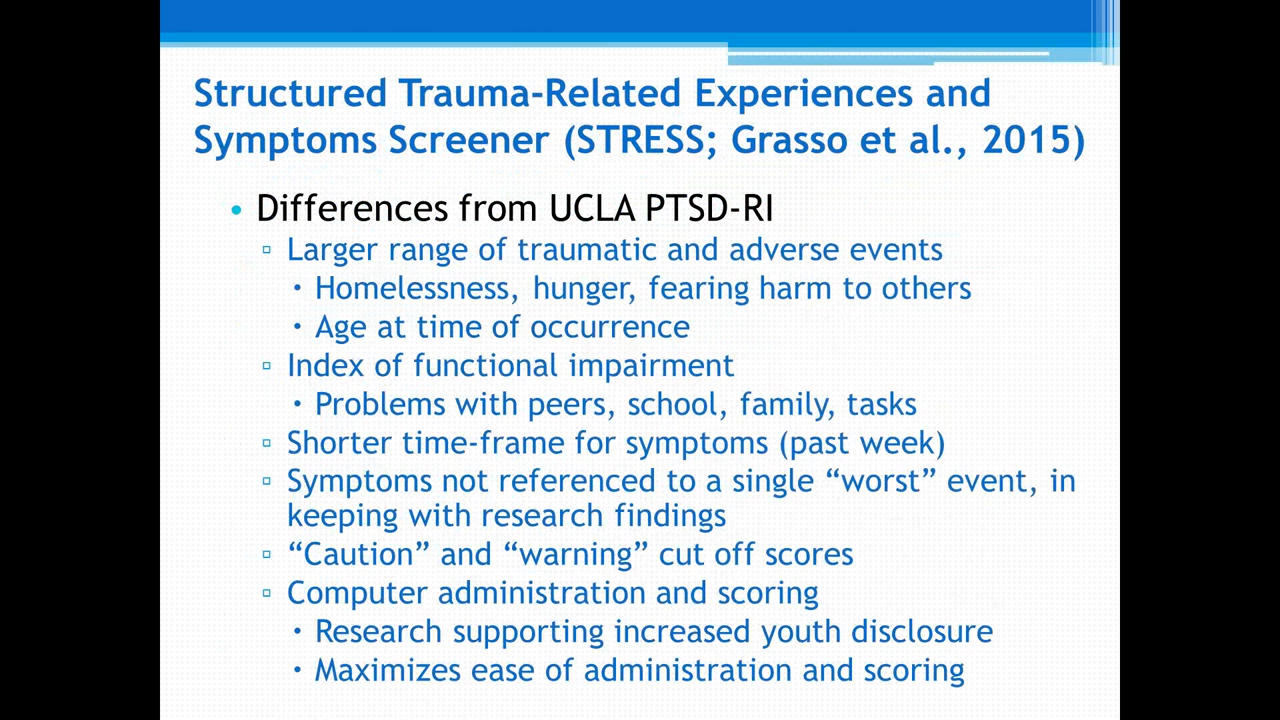 Structured Trauma-Related Experiences and
Symptoms Screener (STRESS; Grasso et al., 2015)
• Differences from UCLA PTSD-RI
▫ Larger range of traumatic and adverse events
• Homelessness, hunger, fearing harm to others
• Age at time of occurrence
▫ Index of functional impairment
• Problems with peers, school, family, tasks
▫ Shorter time-frame for symptoms (past week)
▫ Symptoms not referenced to a single “worst” event, in
keeping with research findings
▫ “Caution” and “warning” cut off scores
▫ Computer administration and scoring
• Research supporting increased youth disclosure
• Maximizes ease of administration and scoring